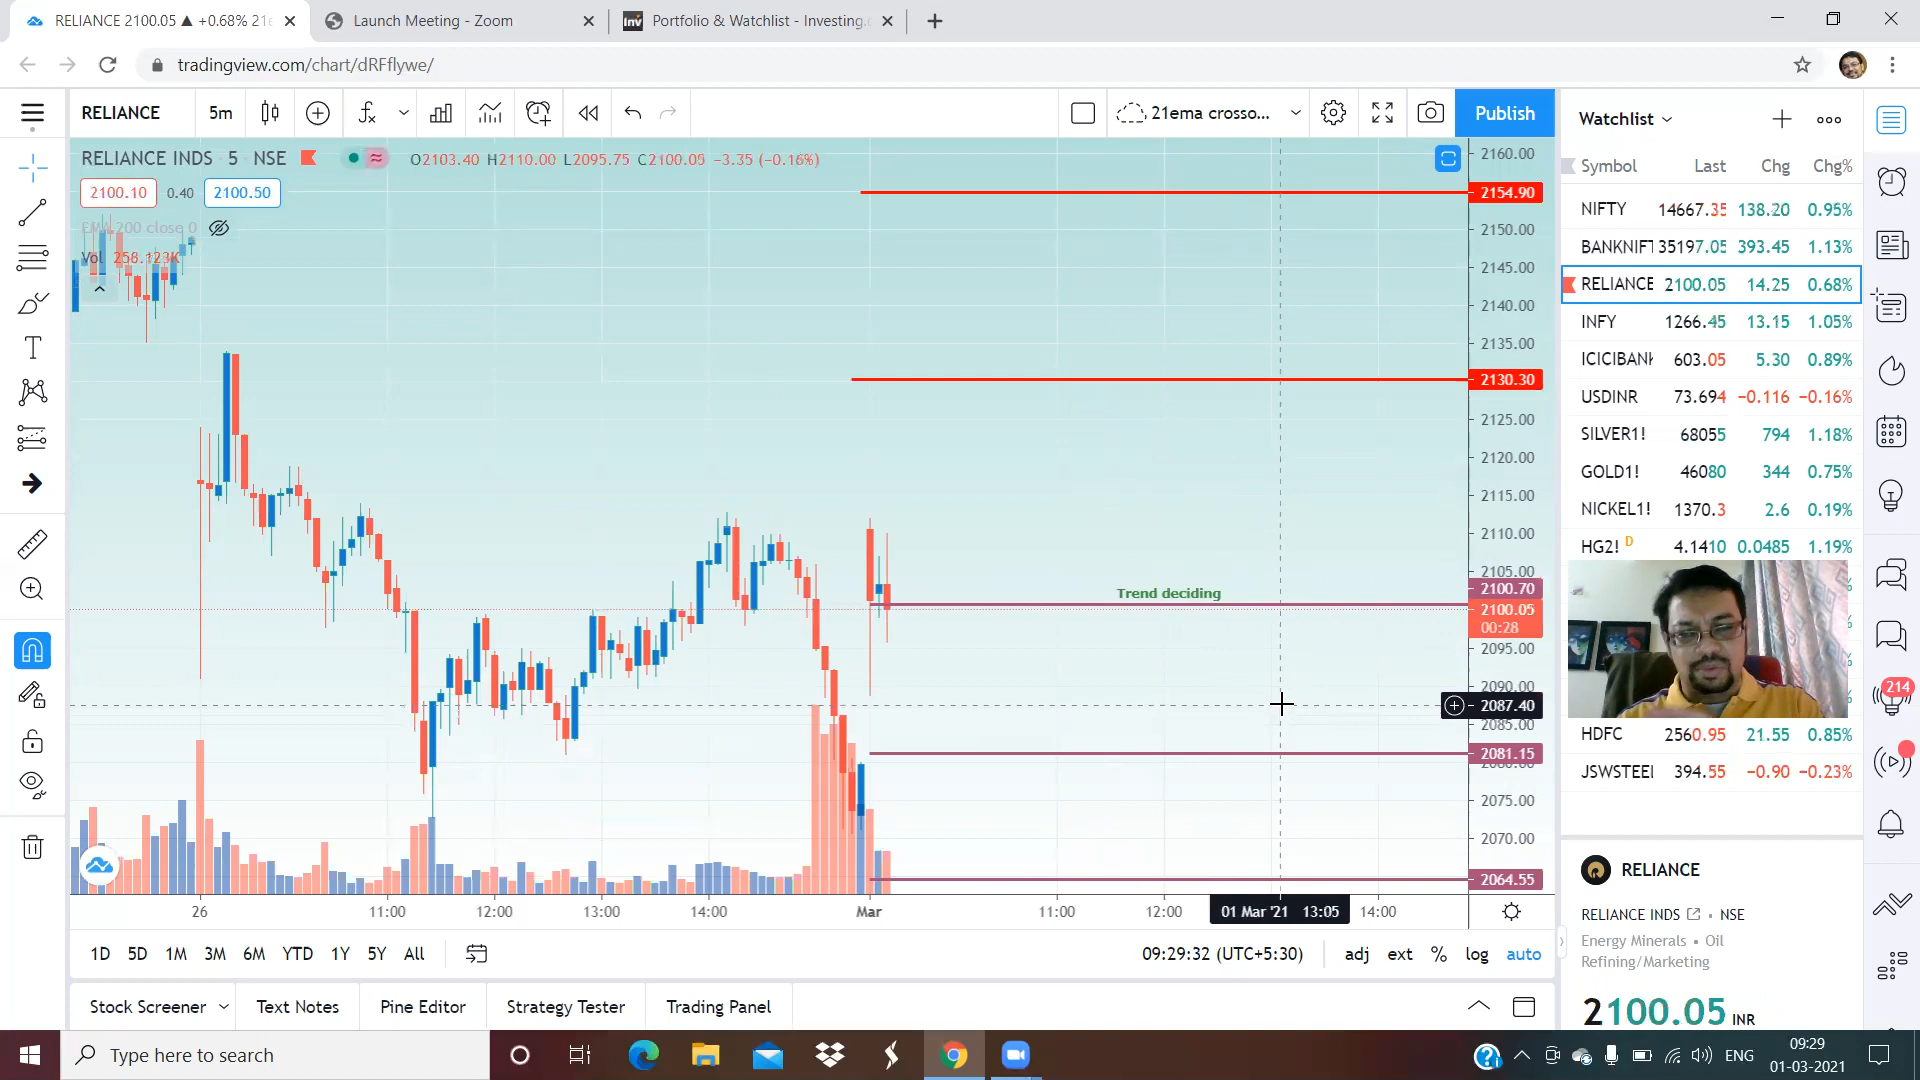 RELIANCE 2100.05 ▲ +0.68% 21
Launch Meeting - Zoom
Inv
Portfolio & Watchlist - Investing.
tradingview.com/chart/dRFflywe/
RELIANCE
5m
21ema crosso...
Publish
RELIANCE INDS · 5 · NSE
O2103.40 H2110.00 L2095.75 C2100.05 −3.35 (−0.16%)
2100.10
0.40
2100.50
EMA 200 close 0
Vol 258.123K
Trend deciding
2160.00
2154.90
2150.00
2145.00
2140.00
2135.00
2130.30
2125.00
2120.00
2115.00
2110.00
2105.00
2100.70
2100.05
00:28
2095.00
2090.00
2087.40
2085.00
2081.15
2080.00
2075.00
2070.00
2064.55
26
11:00
12:00
13:00
14:00
Mar
11:00
12:00
01 Mar '21 13:05
14:00
1D
5D
1M
3M
6M
YTD
1Y
5Y
All
09:29:32 (UTC+5:30)
adj
ext
%
log
auto
Stock Screener
Text Notes
Pine Editor
Strategy Tester
Trading Panel
Watchlist
Symbol Last Chg Chg%
NIFTY 14667.35 138.20 0.95%
BANKNIFT 35197.05 393.45 1.13%
RELIANCE 2100.05 14.25 0.68%
INFY 1266.45 13.15 1.05%
ICICIBANK 603.05 5.30 0.89%
USDINR 73.694 −0.116 −0.16%
SILVER1! 68055 794 1.18%
GOLD1! 46080 344 0.75%
NICKEL1! 1370.3 2.6 0.19%
HG2! D 4.1410 0.0485 1.19%
HDFC 2560.95 21.55 0.85%
JSWSTEEL 394.55 −0.90 −0.23%
214
RELIANCE
RELIANCE INDS · NSE
Energy Minerals • Oil
Refining/Marketing
2100.05 INR
Type here to search
ENG
09:29
01-03-2021